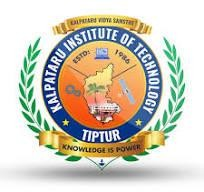 KALPATARU VIDYA SAMSTHE
KALPATARU INSTITUTE OF TECHNOLOGY
ESTD: 1986
TIPTUR
KNOWLEDGE IS POWER